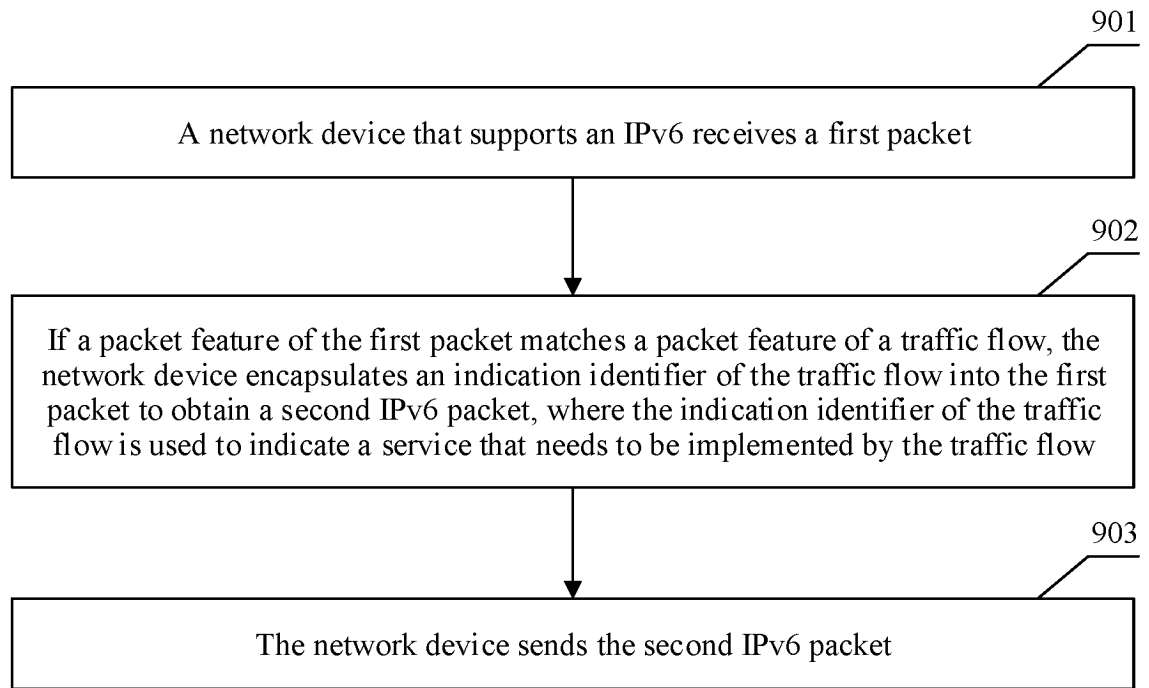 901
A network device that supports an IPv6 receives a first packet
902
If a packet feature of the first packet matches a packet feature of a traffic flow, the
network device encapsulates an indication identifier of the traffic flow into the first
packet to obtain a second IPv6 packet, where the indication identifier of the traffic
flow is used to indicate a service that needs to be implemented by the traffic flow
903
The network device sends the second IPv6 packet